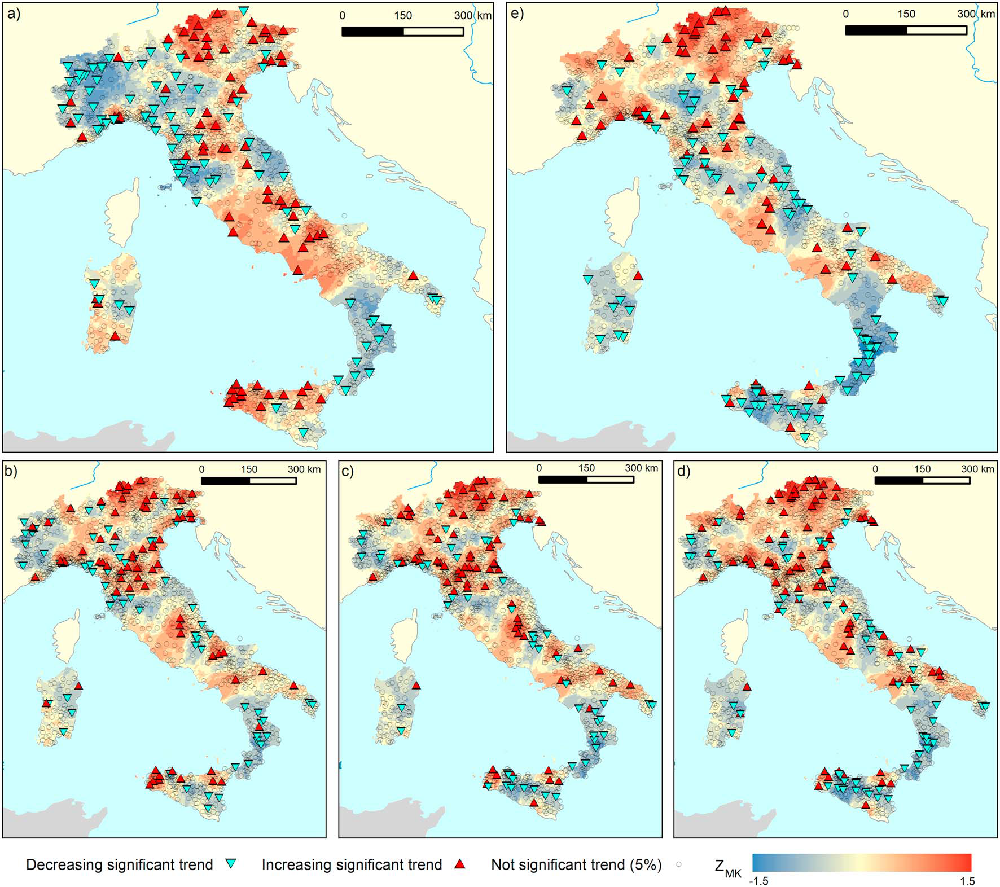 a)
0 150 300 km
e)
0 150 300 km
b)
0 150 300 km
c)
0 150 300 km
d)
0 150 300 km
Decreasing significant trend Increasing significant trend Not significant trend (5%) ZMK
-1.5 1.5